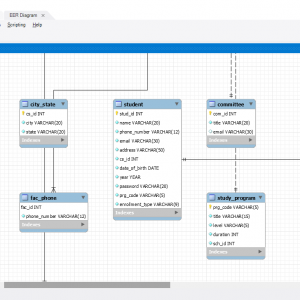 EER Diagram ×
Scripting Help
city_state
cs_id INT
city VARCHAR(20)
state VARCHAR(20)
Indexes
student
stud_id INT
name VARCHAR(20)
phone_number VARCHAR(12)
email VARCHAR(30)
address VARCHAR(50)
cs_id INT
date_of_birth DATE
year YEAR
password VARCHAR(20)
prg_code VARCHAR(5)
enrollment_type VARCHAR(9)
Indexes
committee
com_id INT
title VARCHAR(20)
email VARCHAR(30)
Indexes
fac_phone
fac_id INT
phone_number VARCHAR(12)
Indexes
study_program
prg_code VARCHAR(5)
title VARCHAR(15)
level VARCHAR(5)
duration INT
sch_id INT
Indexes